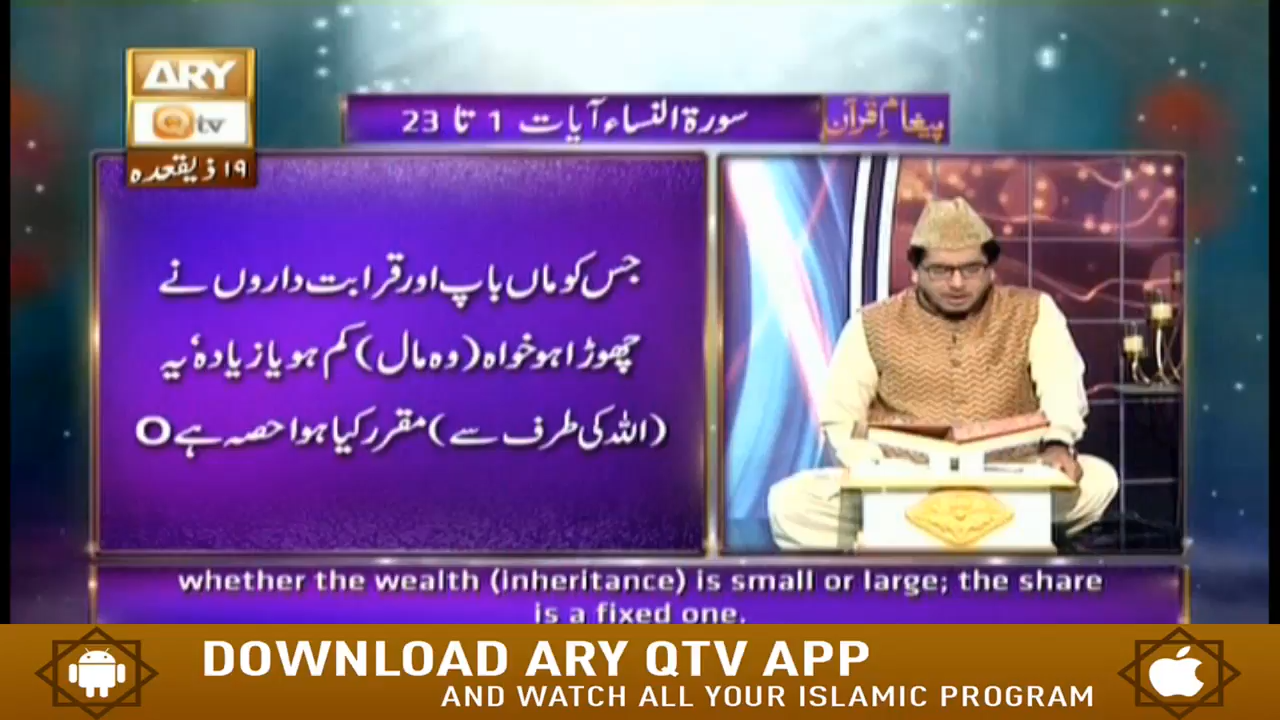 ARY
Qtv
۱۹ ذیقعدہ
پیغامِ قرآن
سورۃ النساء آیات 1 تا 23
جس کو ماں باپ اور قرابت داروں نے
چھوڑا ہو خواہ (وہ مال) کم ہو یا زیادہ، یہ
(اللہ کی طرف سے) مقرر کیا ہوا حصہ ہے O
whether the wealth (inheritance) is small or large; the share
is a fixed one.
DOWNLOAD ARY QTV APP
AND WATCH ALL YOUR ISLAMIC PROGRAM